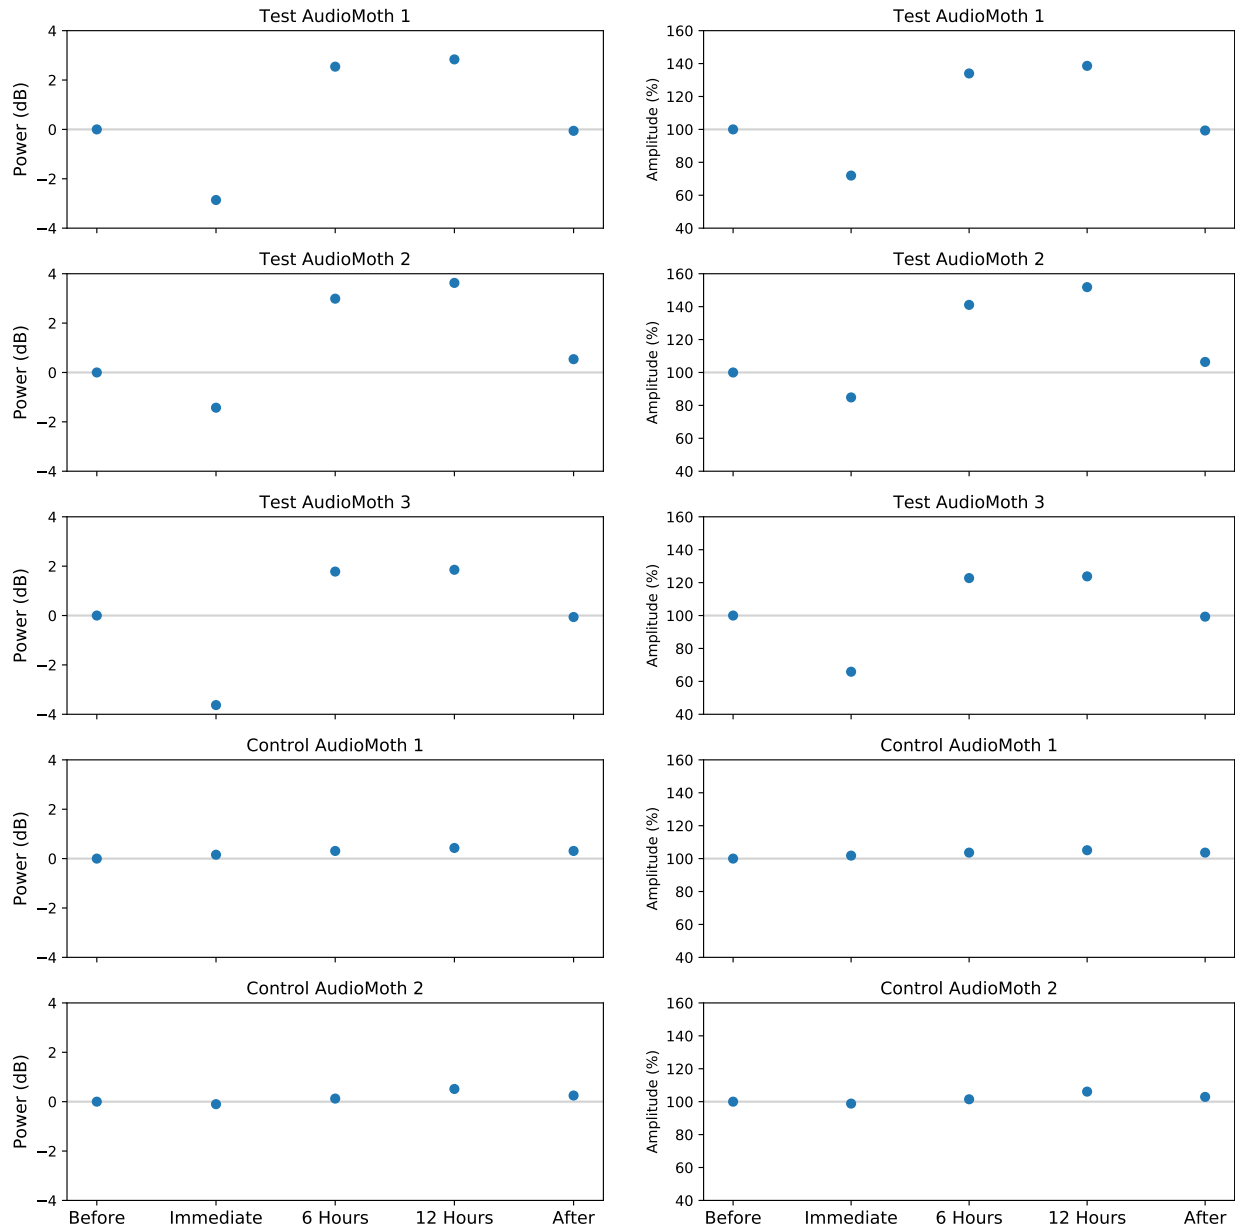 Test AudioMoth 1
Power (dB)
4
2
0
−2
−4
Test AudioMoth 1
Amplitude (%)
160
140
120
100
80
60
40
Test AudioMoth 2
Power (dB)
4
2
0
−2
−4
Test AudioMoth 2
Amplitude (%)
160
140
120
100
80
60
40
Test AudioMoth 3
Power (dB)
4
2
0
−2
−4
Test AudioMoth 3
Amplitude (%)
160
140
120
100
80
60
40
Control AudioMoth 1
Power (dB)
4
2
0
−2
−4
Control AudioMoth 1
Amplitude (%)
160
140
120
100
80
60
40
Control AudioMoth 2
Power (dB)
4
2
0
−2
−4
Before Immediate 6 Hours 12 Hours After
Control AudioMoth 2
Amplitude (%)
160
140
120
100
80
60
40
Before Immediate 6 Hours 12 Hours After